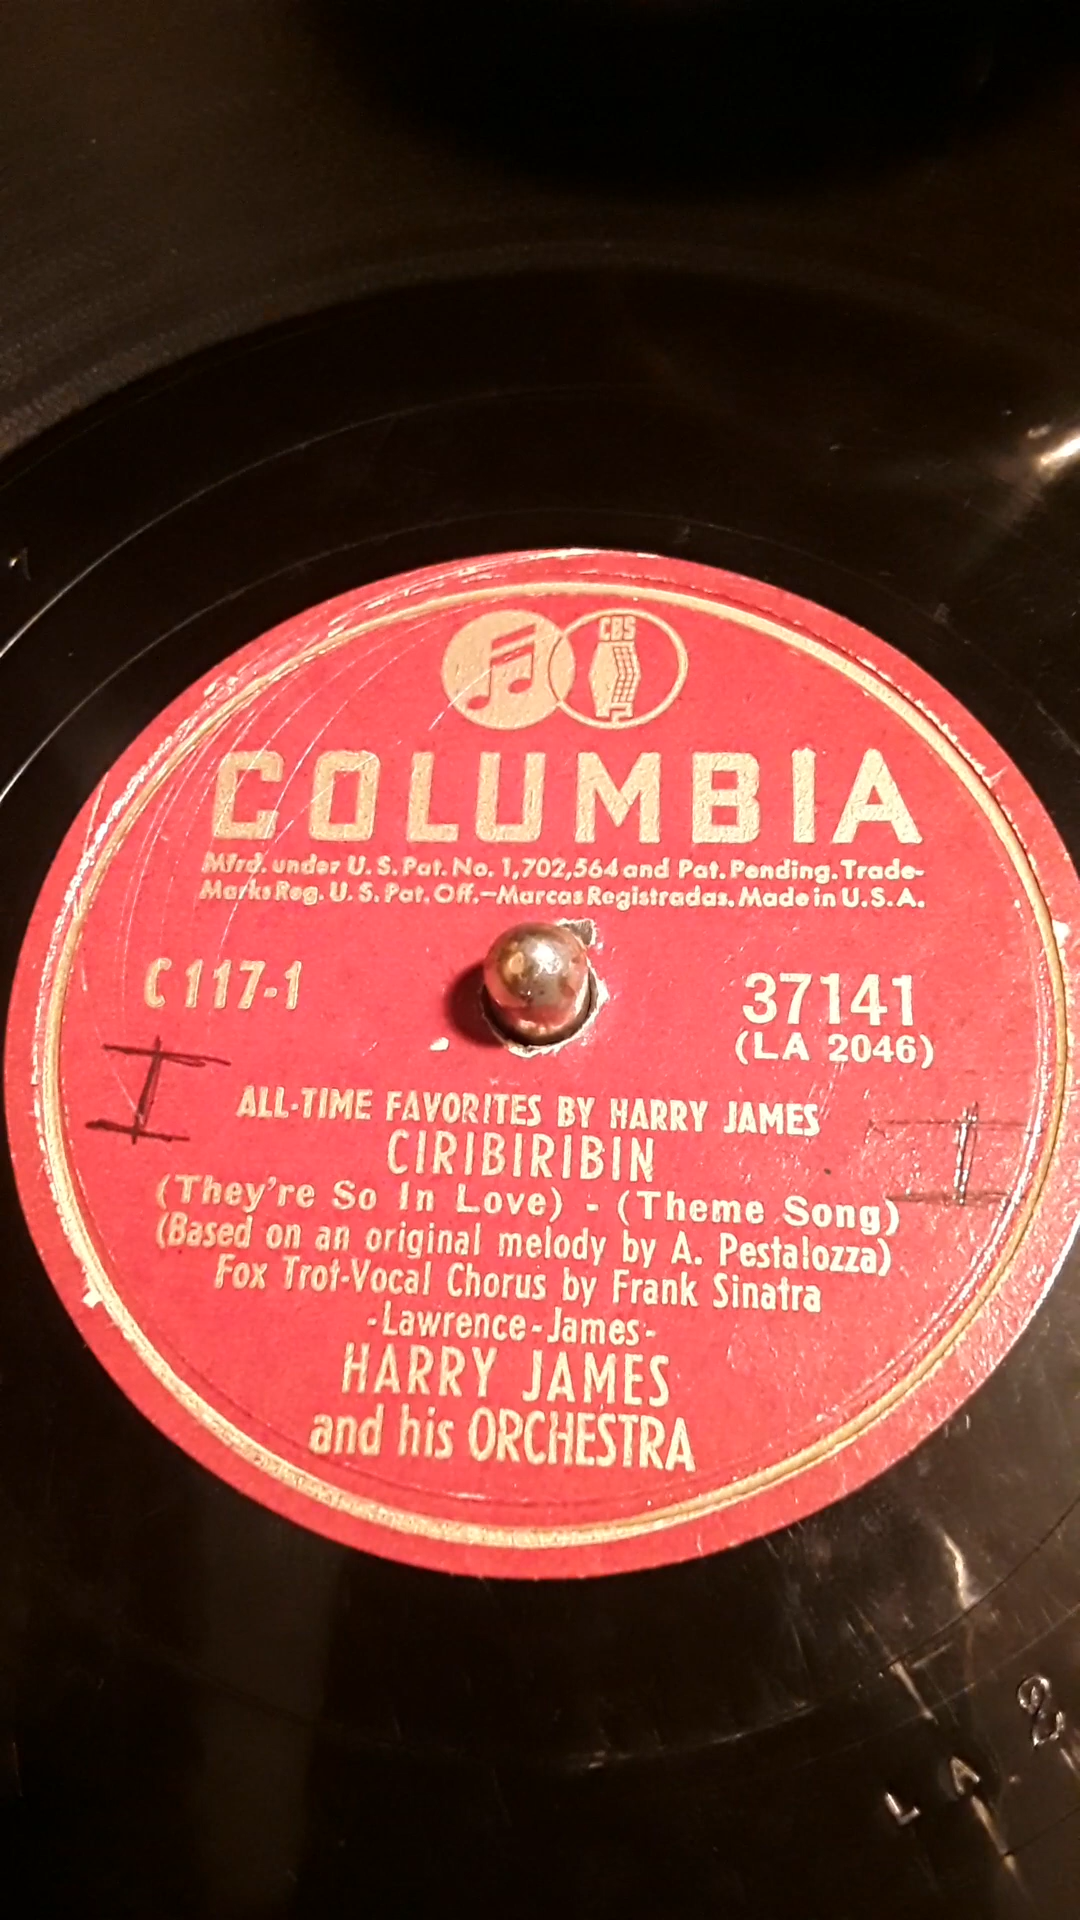 CBS
COLUMBIA
Mfrd. under U. S. Pat. No. 1,702,564 and Pat. Pending. Trade-
Marks Reg. U. S. Pat. Off.—Marcas Registradas. Made in U. S. A.
C 117-1
37141
(LA 2046)
I
I
ALL-TIME FAVORITES BY HARRY JAMES
CIRIBIRIBIN
(They're So In Love) - (Theme Song)
(Based on an original melody by A. Pestalozza)
Fox Trot-Vocal Chorus by Frank Sinatra
-Lawrence-James-
HARRY JAMES
and his ORCHESTRA
L A 2